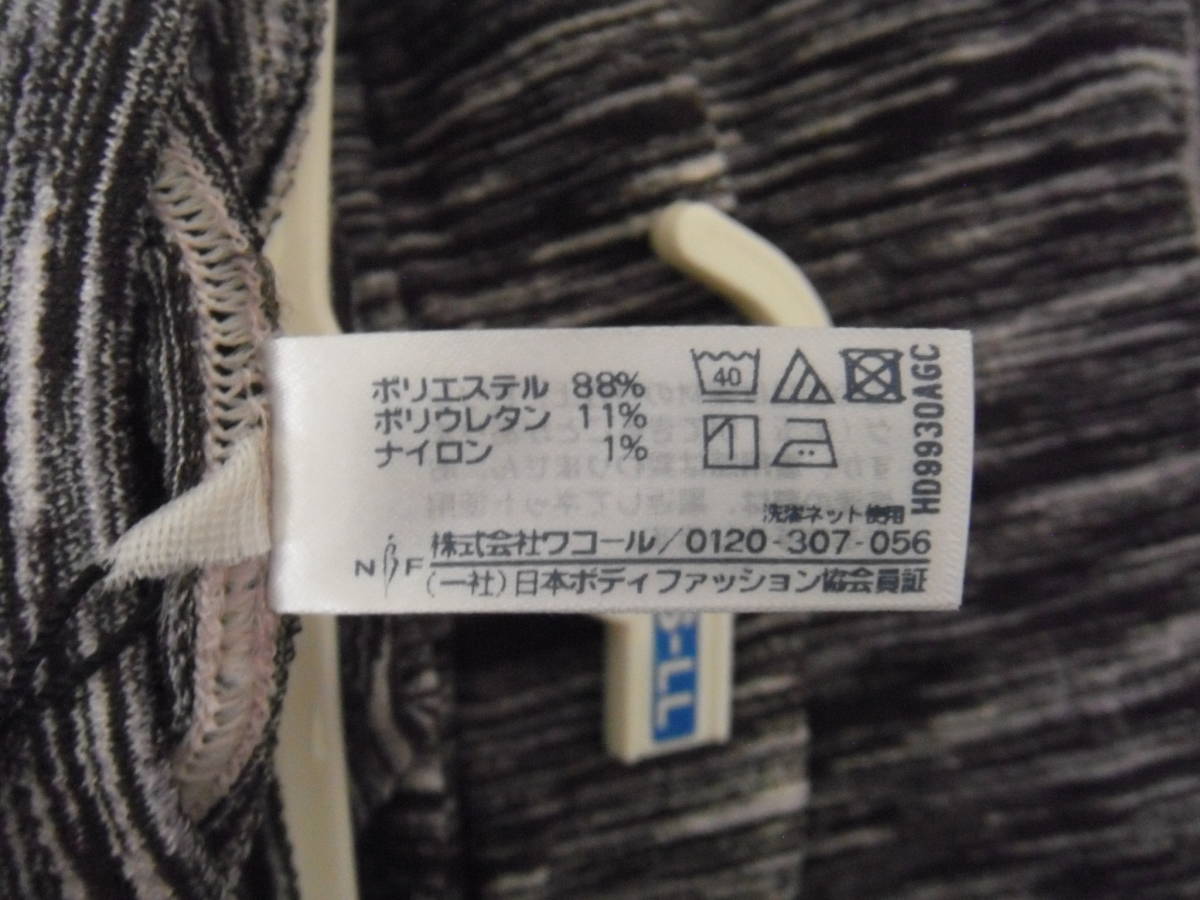 ポリエステル 88%
ポリウレタン 11%
ナイロン 1%
40
HD9930AGC
洗濯ネット使用
株式会社ワコール/0120-307-056
NBF
(一社)日本ボディファッション協会員証
S-LL